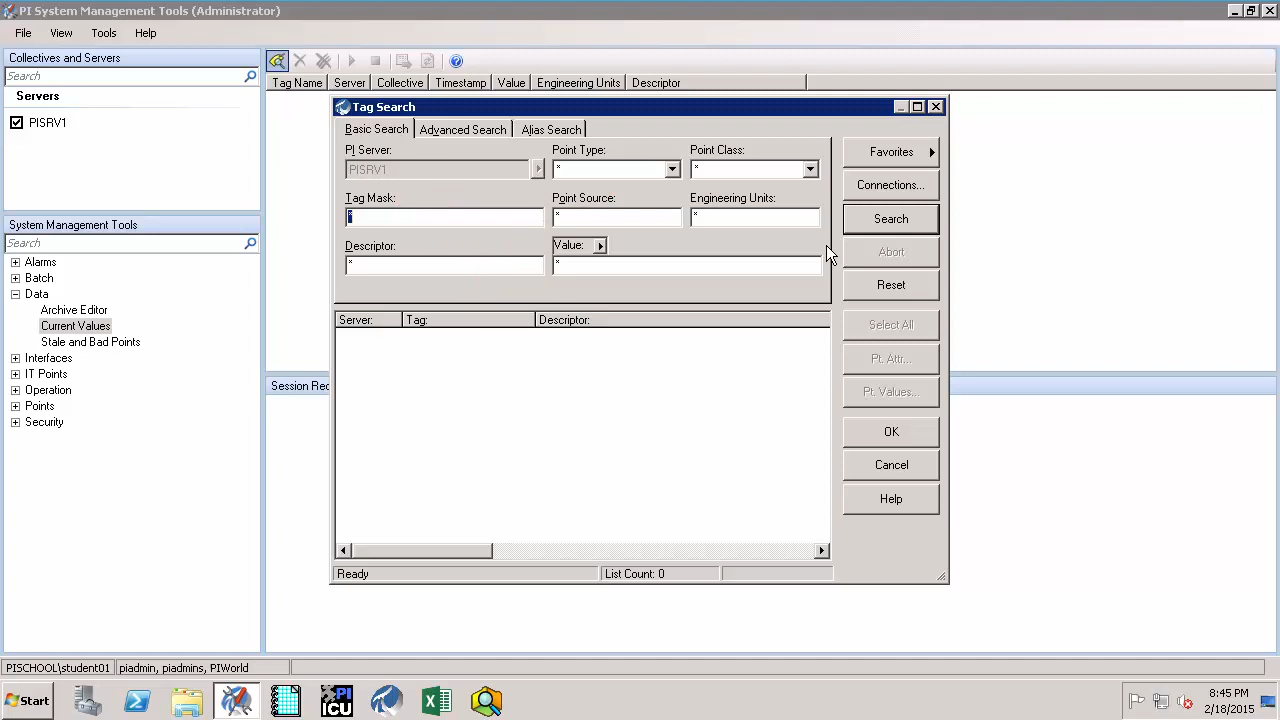 PI System Management Tools (Administrator)
File View Tools Help
Collectives and Servers
Search
Servers
PISRV1
System Management Tools
Search
Alarms
Batch
Data
Archive Editor
Current Values
Stale and Bad Points
Interfaces
IT Points
Operation
Points
Security
Tag Name Server Collective Timestamp Value Engineering Units Descriptor
Tag Search
Basic Search Advanced Search Alias Search
PI Server: Point Type: Point Class:
PISRV1 * *
Tag Mask: Point Source: Engineering Units:
* * *
Descriptor: Value:
* *
Favorites
Connections...
Search
Abort
Reset
Select All
Pt. Attr...
Pt. Values...
OK
Cancel
Help
Server: Tag: Descriptor:
Ready List Count: 0
Session Rec
PISCHOOL\student01 piadmin, piadmins, PIWorld
Start
PI
ICU
8:45 PM
2/18/2015